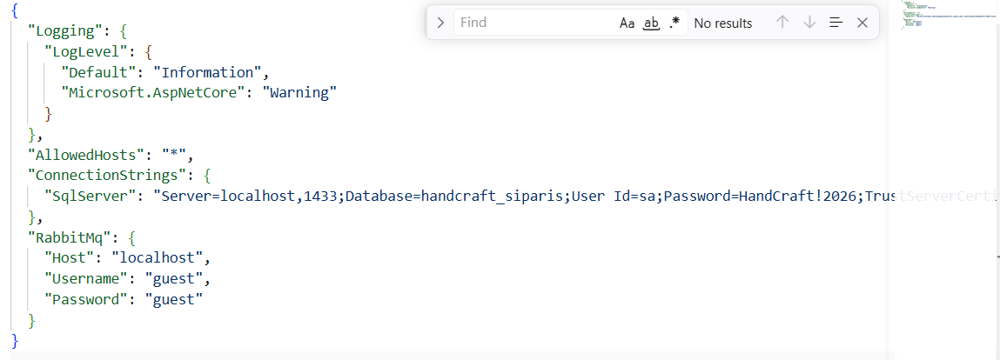 {
  "Logging": {
    "LogLevel": {
      "Default": "Information",
      "Microsoft.AspNetCore": "Warning"
    }
  },
  "AllowedHosts": "*",
  "ConnectionStrings": {
    "SqlServer": "Server=localhost,1433;Database=handcraft_siparis;User Id=sa;Password=HandCraft!2026;TrustServerCerti
  },
  "RabbitMq": {
    "Host": "localhost",
    "Username": "guest",
    "Password": "guest"
  }
}
Find Aa ab .* No results